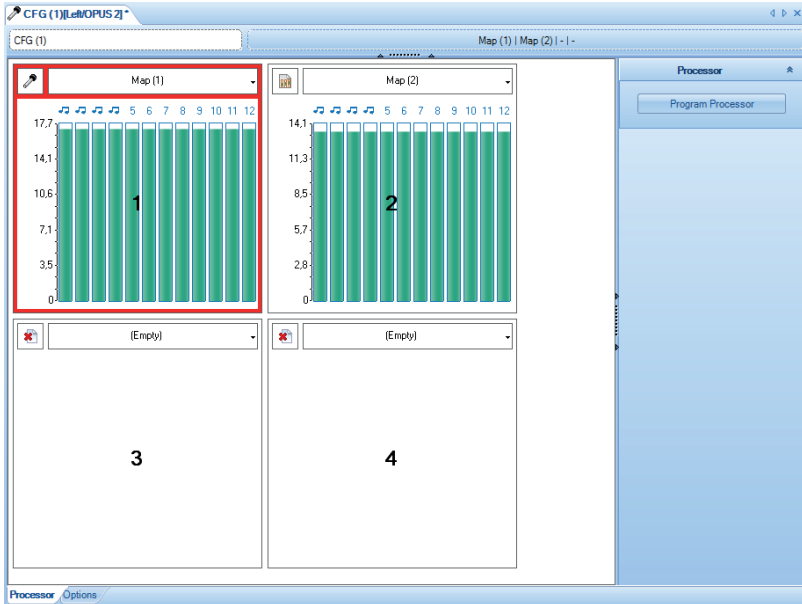 CFG (1)[Left/OPUS 2]*
CFG (1)
Map (1) | Map (2) | - | -
Map (1)
5 6 7 8 9 10 11 12
17,7
14,1
10,6
7,1
3,5
0
1
Map (2)
5 6 7 8 9 10 11 12
14,1
11,3
8,5
5,7
2,8
0
2
(Empty)
3
(Empty)
4
Processor
Program Processor
Processor Options